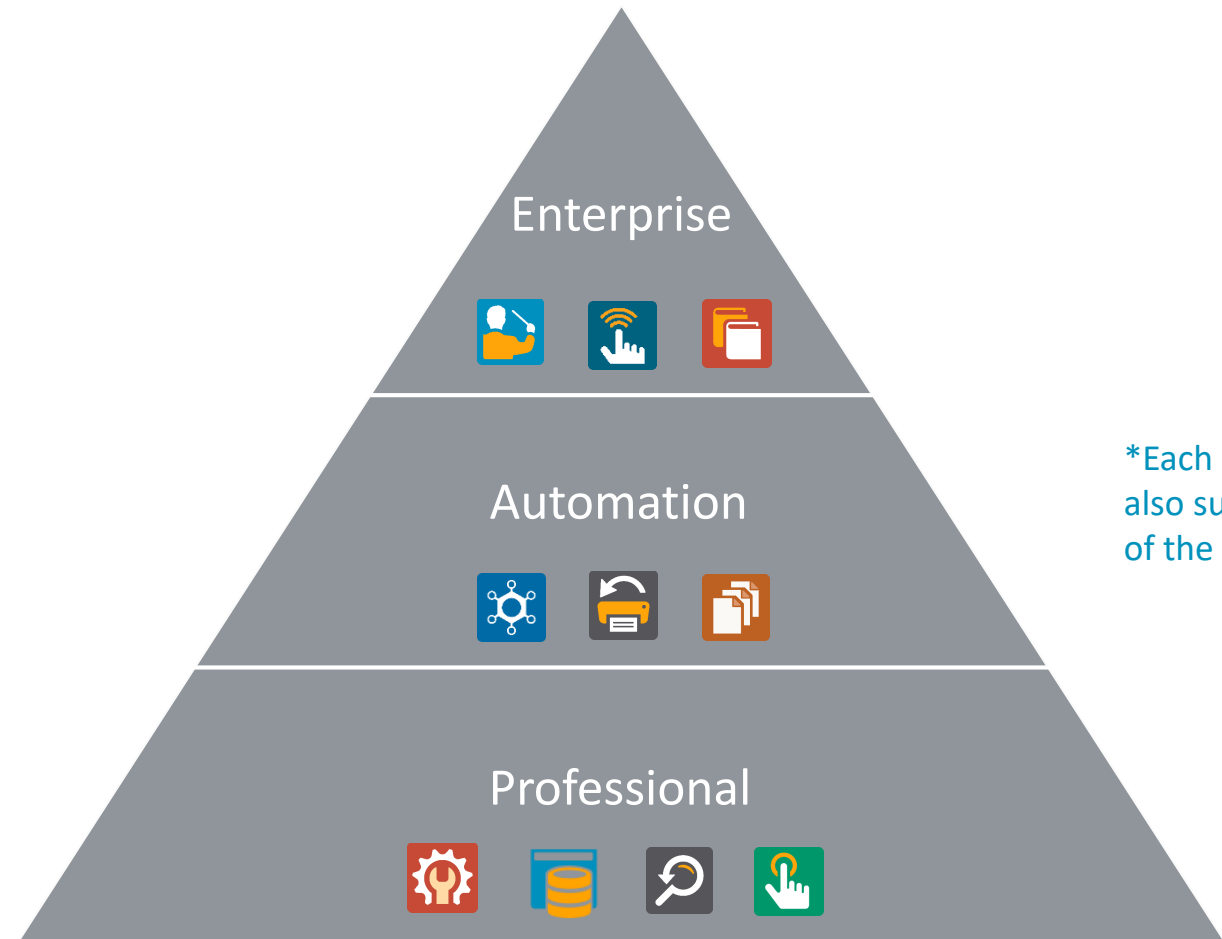 Enterprise
*Each
also su
of the
Automation
Professional